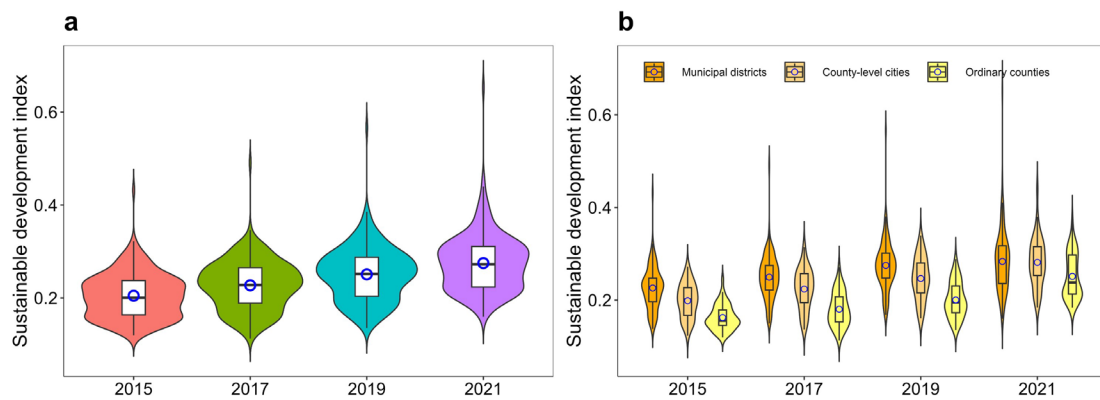 a
Sustainable development index
0.6
0.4
0.2
2015 2017 2019 2021
b
Sustainable development index
Municipal districts County-level cities Ordinary counties
0.6
0.4
0.2
2015 2017 2019 2021